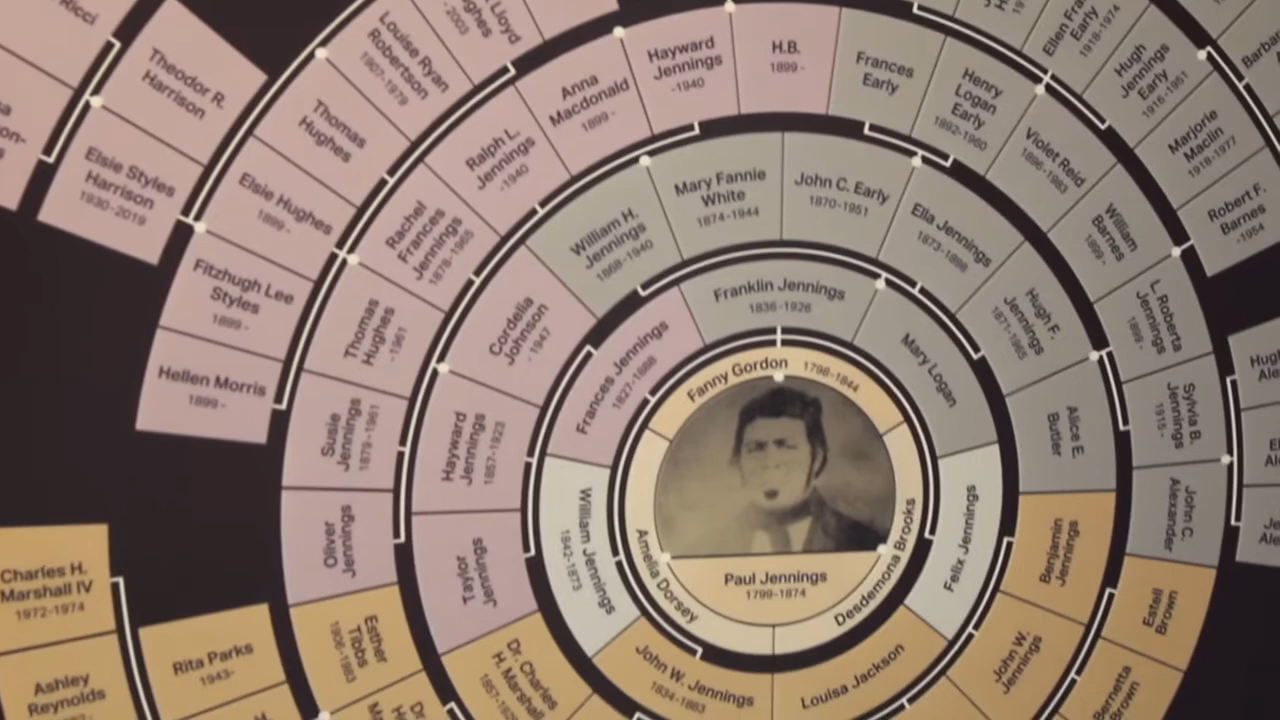 Ricci
Theodor R.
Harrison
Elsie Styles
Harrison
1930-2019
Fitzhugh Lee
Styles
1899 -
Hellen Morris
1899 -
Louise Ryan
Robertson
1907-1979
Lloyd
-2003
Thomas
Hughes
Elsie Hughes
1899 -
Thomas
Hughes
-1961
Susie
Jennings
1879-1961
Oliver
Jennings
Esther
Tibbs
1906-1983
Rachel
Frances
Jennings
1878-1965
Ralph L.
Jennings
-1940
Anna
Macdonald
1899 -
Hayward
Jennings
-1940
H.B.
1899 -
Frances
Early
Henry
Logan
Early
1892-1960
Violet Reid
1896-1983
William
Barnes
1899 -
L. Roberta
Jennings
1899 -
Sylvia B.
Jennings
1915 -
John C.
Alexander
Estell
Brown
Brown
Early
1918-1974
Hugh
Jennings
Early
1916-1951
Marjorie
Maclin
1918-1977
Robert F.
Barnes
-1954
Cordelia
Johnson
- 1947
Hayward
Jennings
1857-1923
Taylor
Jennings
Dr. Charles
H. Marshall
William H.
Jennings
1868-1940
Mary Fannie
White
1874-1944
John C. Early
1870-1951
Ella Jennings
1873-1898
Hugh F.
Jennings
1871-1965
Alice E.
Butler
Benjamin
Jennings
John W.
Jennings
Frances Jennings
1827-1888
Franklin Jennings
1836-1926
Mary Logan
Felix Jennings
Louisa Jackson
John W. Jennings
1834-1883
William Jennings
1842-1873
Fanny Gordon 1798-1844
Desdemona Brooks
Amelia Dorsey
Paul Jennings
1799-1874
Charles H.
Marshall IV
1972-1974
Ashley
Reynolds
Rita Parks
1943-